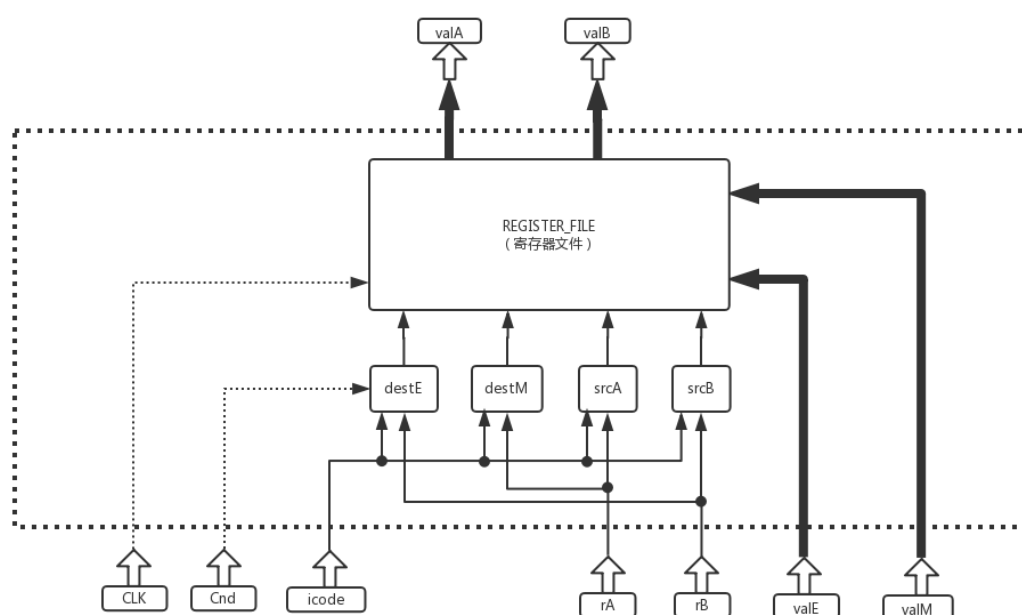 valA
valB
REGISTER_FILE
（寄存器文件）
destE
destM
srcA
srcB
CLK
Cnd
icode
rA
rB
valE
valM